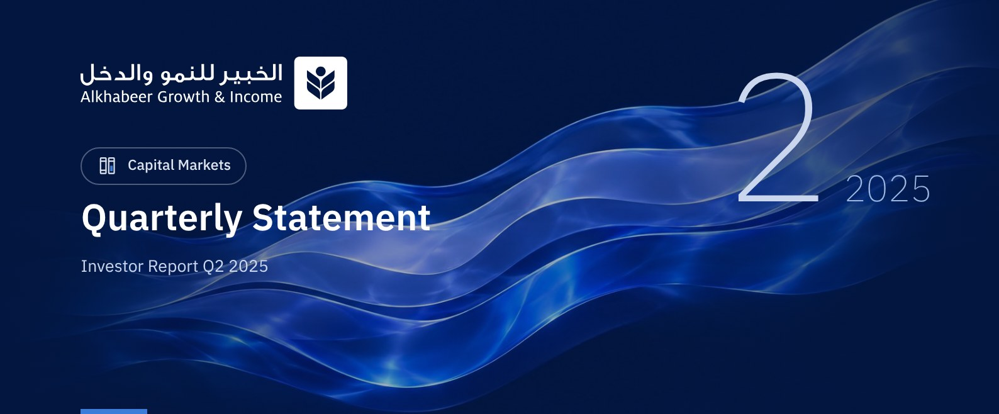 الخبير للنمو والدخل
Alkhabeer Growth & Income
Capital Markets
Quarterly Statement
Investor Report Q2 2025
2 2025